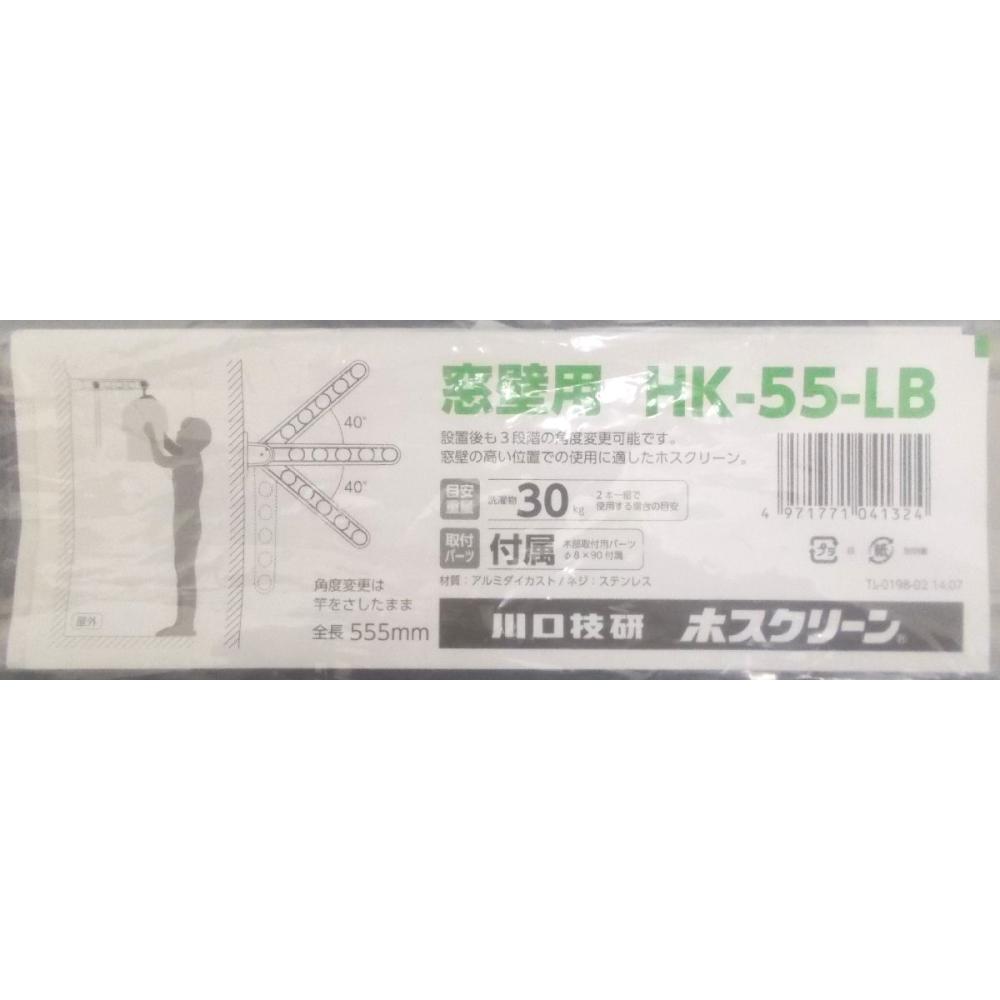 窓壁用 HK-55-LB
設置後も3段階の角度変更可能です。
窓壁の高い位置での使用に適したホスクリーン。
目安
重量
洗濯物 30kg
2本一組で
使用する場合の目安
取付
パーツ
付属
木部取付用パーツ
φ8×90付属
材質:アルミダイカスト/ネジ:ステンレス
4 971771 041324
プラ
紙
TL-0198-02 14.07
40°
40°
屋外
角度変更は
竿をさしたまま
全長 555mm
川口技研 ホスクリーン®